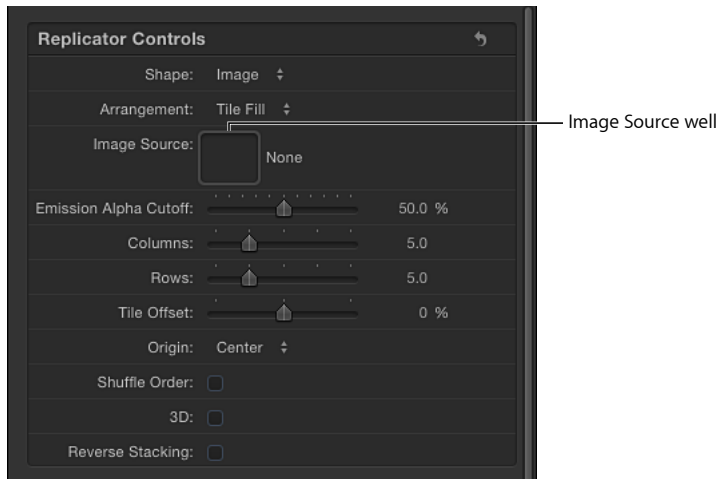 Replicator Controls
Shape: Image
Arrangement: Tile Fill
Image Source well
Image Source: None
Emission Alpha Cutoff: 50.0 %
Columns: 5.0
Rows: 5.0
Tile Offset: 0 %
Origin: Center
Shuffle Order:
3D:
Reverse Stacking: